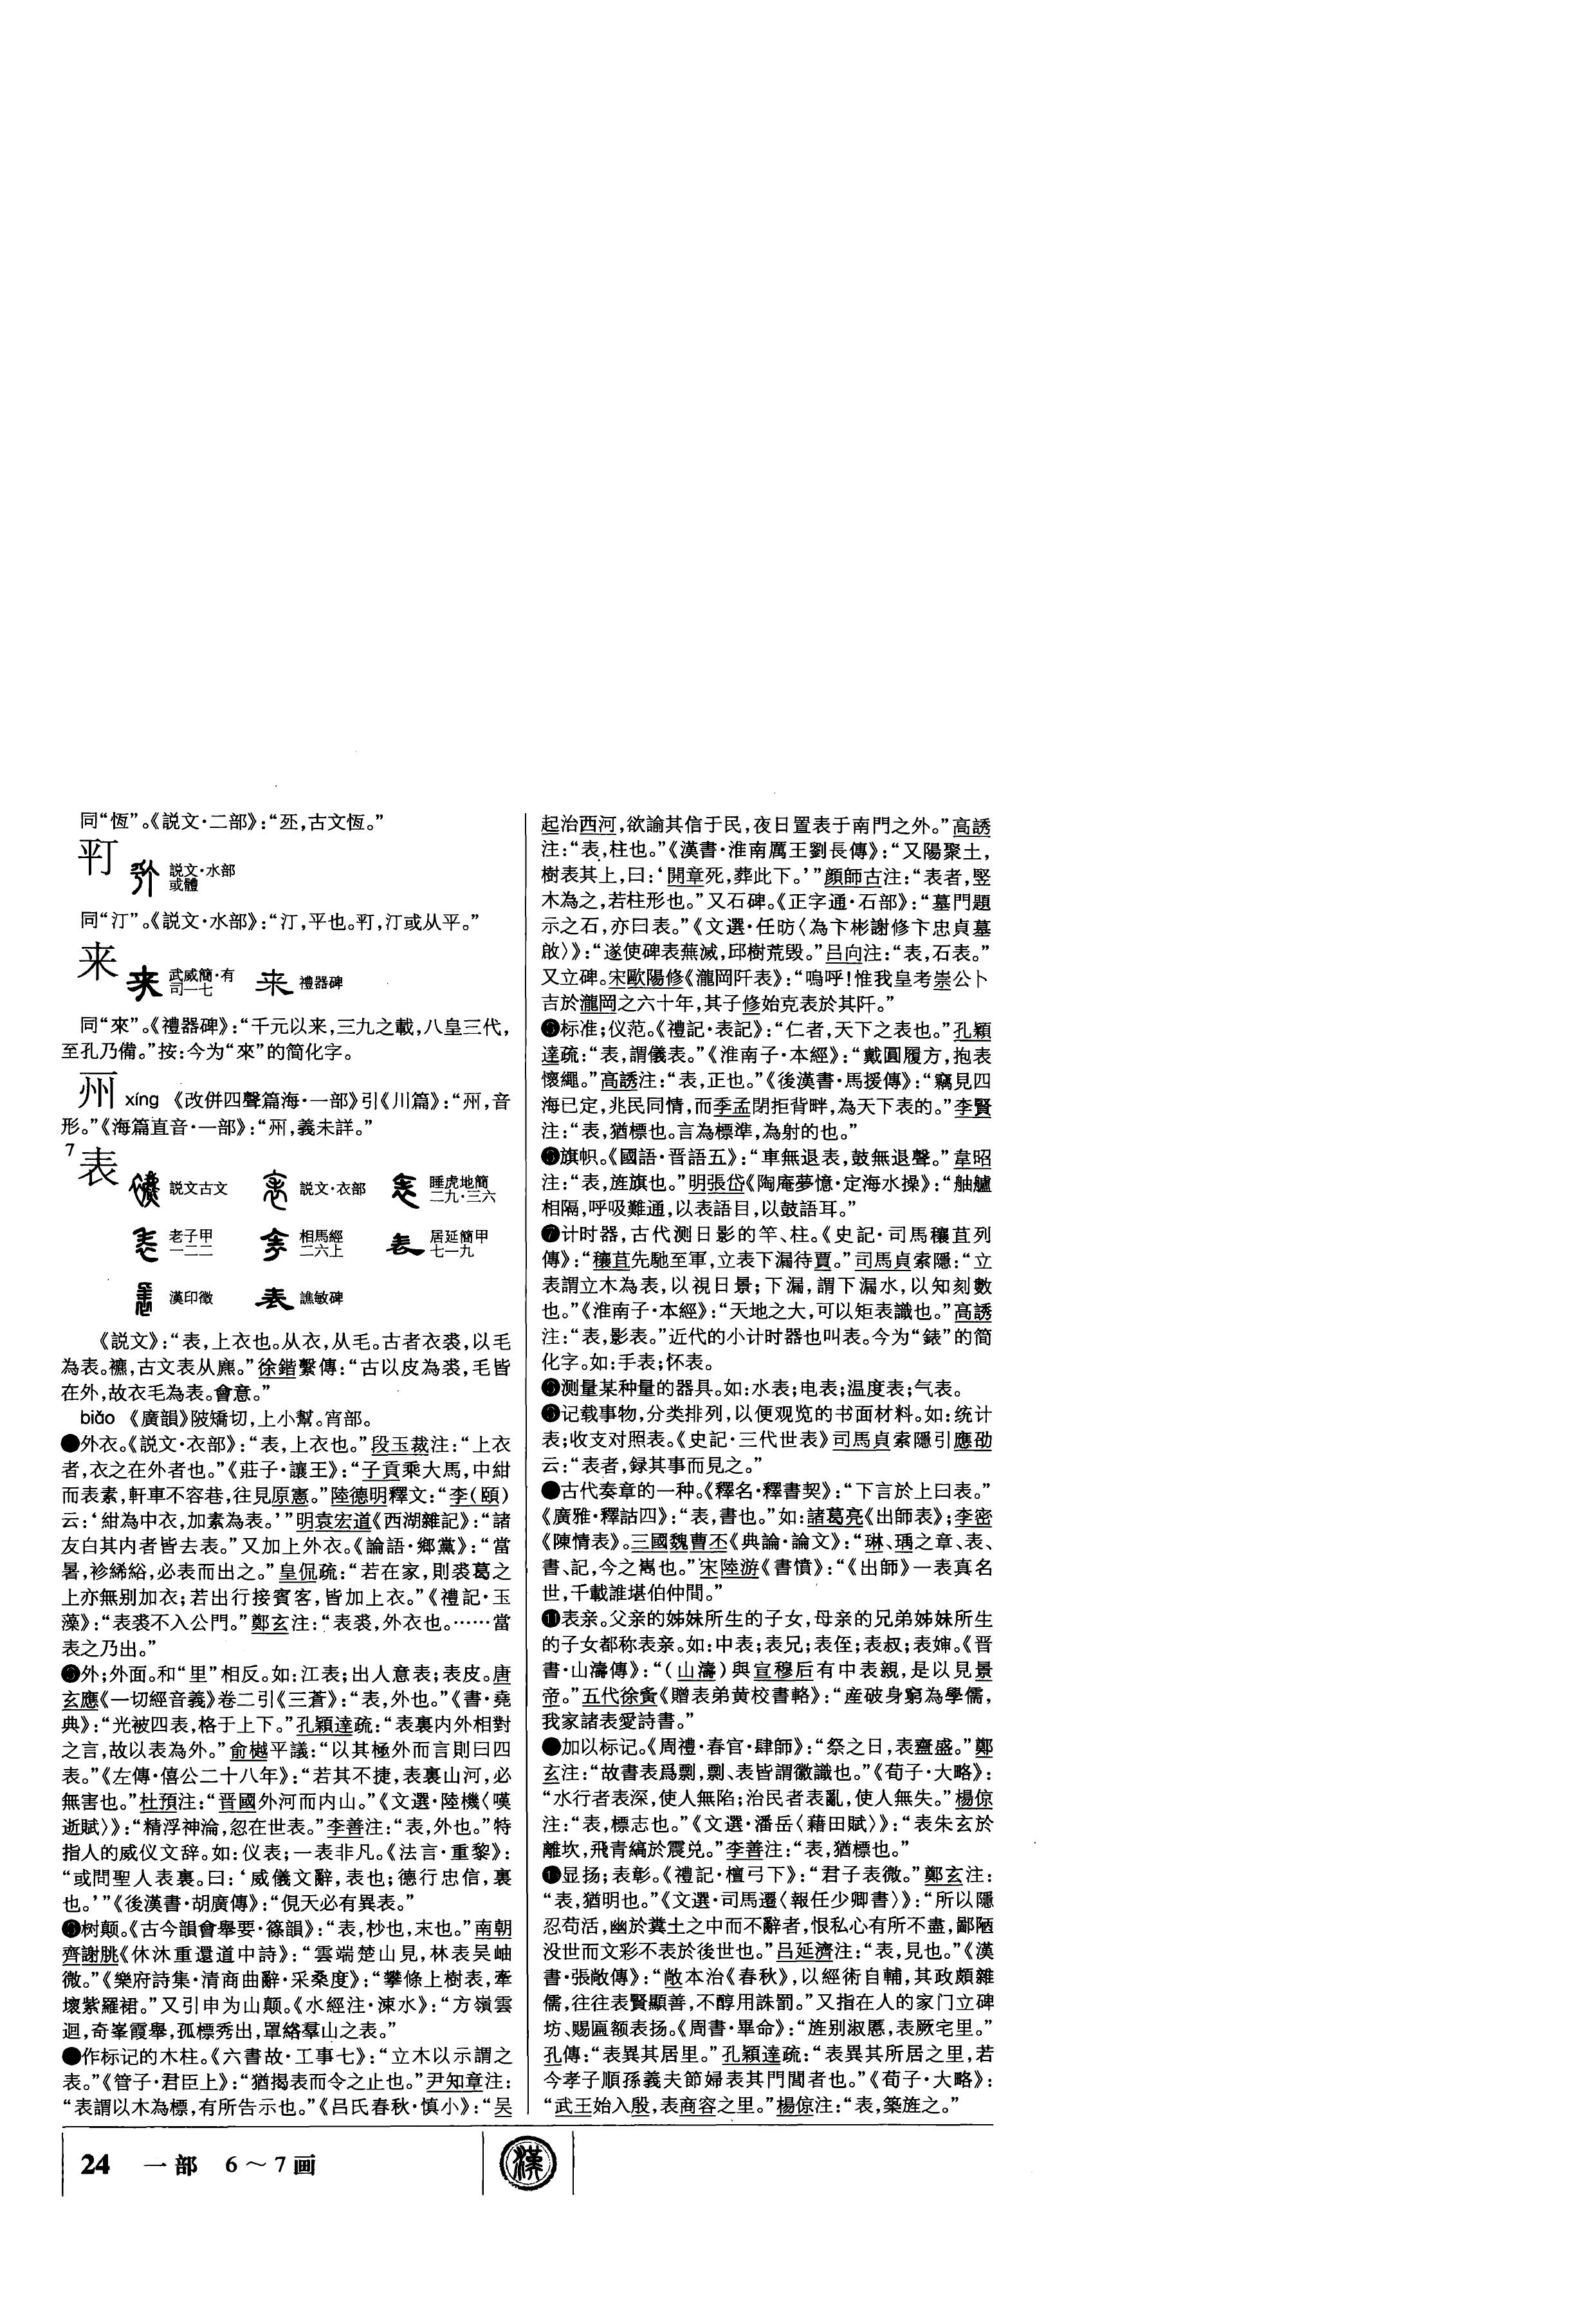 同“恆”。《説文·二部》：“𠄨，古文恆。”
㓅
説文·水部
或體
同“汀”。《説文·水部》：“汀，平也。㓅，汀或从平。”
来
武威簡·有
司一七
禮器碑
同“來”。《禮器碑》：“千元以来，三九之載，八皇三代，
至孔乃備。”按：今为“來”的简化字。
xíng 《改併四聲篇海·一部》引《川篇》：“，音
形。”《海篇直音·一部》：“，義未詳。”
7
表
説文古文
説文·衣部
睡虎地簡
二九·三六
老子甲
一二二
相馬經
二六上
居延簡甲
七一九
漢印徵
譙敏碑
《説文》：“表，上衣也。从衣，从毛。古者衣裘，以毛
為表。襛，古文表从麃。”徐鍇繫傳：“古以皮為裘，毛皆
在外，故衣毛為表。會意。”
biǎo 《廣韻》陂矯切，上小幫。宵部。
●外衣。《説文·衣部》：“表，上衣也。”段玉裁注：“上衣
者，衣之在外者也。”《莊子·讓王》：“子貢乘大馬，中紺
而表素，軒車不容巷，往見原憲。”陸德明釋文：“李（頤）
云：‘紺為中衣，加素為表。’”明袁宏道《西湖雜記》：“諸
友白其内者皆去表。”又加上外衣。《論語·鄉黨》：“當
暑，袗絺綌，必表而出之。”皇侃疏：“若在家，則裘葛之
上亦無别加衣；若出行接賓客，皆加上衣。”《禮記·玉
藻》：“表裘不入公門。”鄭玄注：“表裘，外衣也。……當
表之乃出。”
●外；外面。和“里”相反。如：江表；出人意表；表皮。唐
玄應《一切經音義》卷二引《三蒼》：“表，外也。”《書·堯
典》：“光被四表，格于上下。”孔穎達疏：“表裏内外相對
之言，故以表為外。”俞樾平議：“以其極外而言則曰四
表。”《左傳·僖公二十八年》：“若其不捷，表裏山河，必
無害也。”杜預注：“晋國外河而内山。”《文選·陸機〈嘆
逝賦〉》：“精浮神淪，忽在世表。”李善注：“表，外也。”特
指人的威仪文辞。如：仪表；一表非凡。《法言·重黎》：
“或問聖人表裏。曰：‘威儀文辭，表也；德行忠信，裏
也。’”《後漢書·胡廣傳》：“俔天必有異表。”
●树颠。《古今韻會舉要·篠韻》：“表，杪也，末也。”南朝
齊謝朓《休沐重還道中詩》：“雲端楚山見，林表吴岫
微。”《樂府詩集·清商曲辭·采桑度》：“攀條上樹表，牽
壞紫羅裙。”又引申为山颠。《水經注·涑水》：“方嶺雲
迴，奇峯霞舉，孤標秀出，罩絡羣山之表。”
●作标记的木柱。《六書故·工事七》：“立木以示謂之
表。”《管子·君臣上》：“猶揭表而令之止也。”尹知章注：
“表謂以木為標，有所告示也。”《吕氏春秋·慎小》：“吴
起治西河，欲諭其信于民，夜日置表于南門之外。”高誘
注：“表，柱也。”《漢書·淮南厲王劉長傳》：“又陽聚土，
樹表其上，曰：‘開章死，葬此下。’”顔師古注：“表者，竪
木為之，若柱形也。”又石碑。《正字通·石部》：“墓門題
示之石，亦曰表。”《文選·任昉〈為卞彬謝修卞忠貞墓
啟〉》：“遂使碑表蕪滅，邱樹荒毁。”吕向注：“表，石表。”
又立碑。宋歐陽修《瀧岡阡表》：“嗚呼！惟我皇考崇公卜
吉於瀧岡之六十年，其子修始克表於其阡。”
●标准；仪范。《禮記·表記》：“仁者，天下之表也。”孔穎
達疏：“表，謂儀表。”《淮南子·本經》：“戴圓履方，抱表
懷繩。”高誘注：“表，正也。”《後漢書·馬援傳》：“竊見四
海已定，兆民同情，而季孟閉拒背畔，為天下表的。”李賢
注：“表，猶標也。言為標準，為射的也。”
●旗帜。《國語·晋語五》：“車無退表，鼓無退聲。”韋昭
注：“表，旌旗也。”明張岱《陶庵夢憶·定海水操》：“舳艫
相隔，呼吸難通，以表語目，以鼓語耳。”
❼计时器，古代测日影的竿、柱。《史記·司馬穰苴列
傳》：“穰苴先馳至軍，立表下漏待賈。”司馬貞索隱：“立
表謂立木為表，以視日景；下漏，謂下漏水，以知刻數
也。”《淮南子·本經》：“天地之大，可以矩表識也。”高誘
注：“表，影表。”近代的小计时器也叫表。今为“錶”的简
化字。如：手表；怀表。
●测量某种量的器具。如：水表；电表；温度表；气表。
●记载事物，分类排列，以便观览的书面材料。如：统计
表；收支对照表。《史記·三代世表》司馬貞索隱引應劭
云：“表者，録其事而見之。”
●古代奏章的一种。《釋名·釋書契》：“下言於上曰表。”
《廣雅·釋詁四》：“表，書也。”如：諸葛亮《出師表》；李密
《陳情表》。三國魏曹丕《典論·論文》：“琳、瑀之章、表、
書、記，今之雋也。”宋陸游《書憤》：“《出師》一表真名
世，千載誰堪伯仲間。”
⓫表亲。父亲的姊妹所生的子女，母亲的兄弟姊妹所生
的子女都称表亲。如：中表；表兄；表侄；表叔；表婶。《晋
書·山濤傳》：“（山濤）與宣穆后有中表親，是以見景
帝。”五代徐夤《贈表弟黄校書輅》：“産破身窮為學儒，
我家諸表愛詩書。”
●加以标记。《周禮·春官·肆師》：“祭之日，表齍盛。”鄭
玄注：“故書表爲剽，剽、表皆謂徽識也。”《荀子·大略》：
“水行者表深，使人無陷；治民者表亂，使人無失。”楊倞
注：“表，標志也。”《文選·潘岳〈藉田賦〉》：“表朱玄於
離坎，飛青縞於震兑。”李善注：“表，猶標也。”
●显扬；表彰。《禮記·檀弓下》：“君子表微。”鄭玄注：
“表，猶明也。”《文選·司馬遷〈報任少卿書〉》：“所以隱
忍苟活，幽於糞土之中而不辭者，恨私心有所不盡，鄙陋
没世而文彩不表於後世也。”吕延濟注：“表，見也。”《漢
書·張敞傳》：“敞本治《春秋》，以經術自輔，其政頗雜
儒，往往表賢顯善，不醇用誅罰。”又指在人的家门立碑
坊、赐匾额表扬。《周書·畢命》：“旌别淑慝，表厥宅里。”
孔傳：“表異其居里。”孔穎達疏：“表異其所居之里，若
今孝子順孫義夫節婦表其門閭者也。”《荀子·大略》：
“武王始入殷，表商容之里。”楊倞注：“表，築旌之。”
24 一部 6～7画
漢